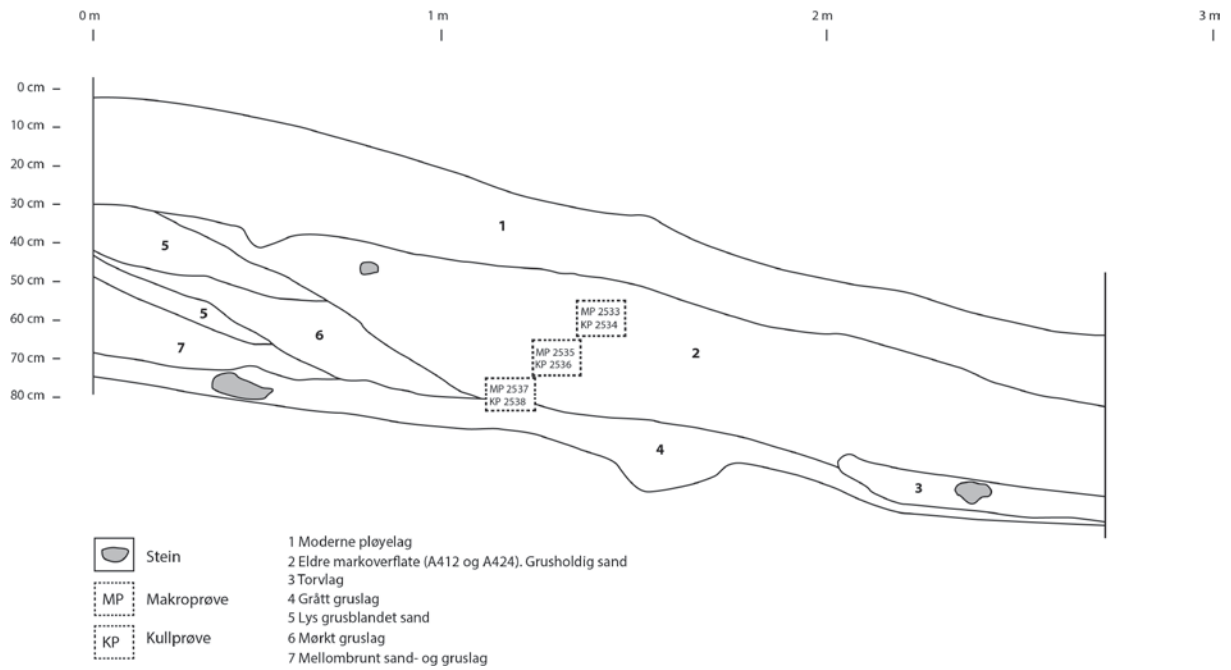 0 m
1 m
2 m
3 m
0 cm
10 cm
20 cm
30 cm
40 cm
50 cm
60 cm
70 cm
80 cm
1
5
5
6
7
MP 2533
KP 2534
MP 2535
KP 2536
MP 2537
KP 2538
2
4
3
Stein
MP Makroprøve
KP Kullprøve
1 Moderne pløyelag
2 Eldre markoverflate (A412 og A424). Grusholdig sand
3 Torvlag
4 Grått gruslag
5 Lys grusblandet sand
6 Mørkt gruslag
7 Mellombrunt sand- og gruslag